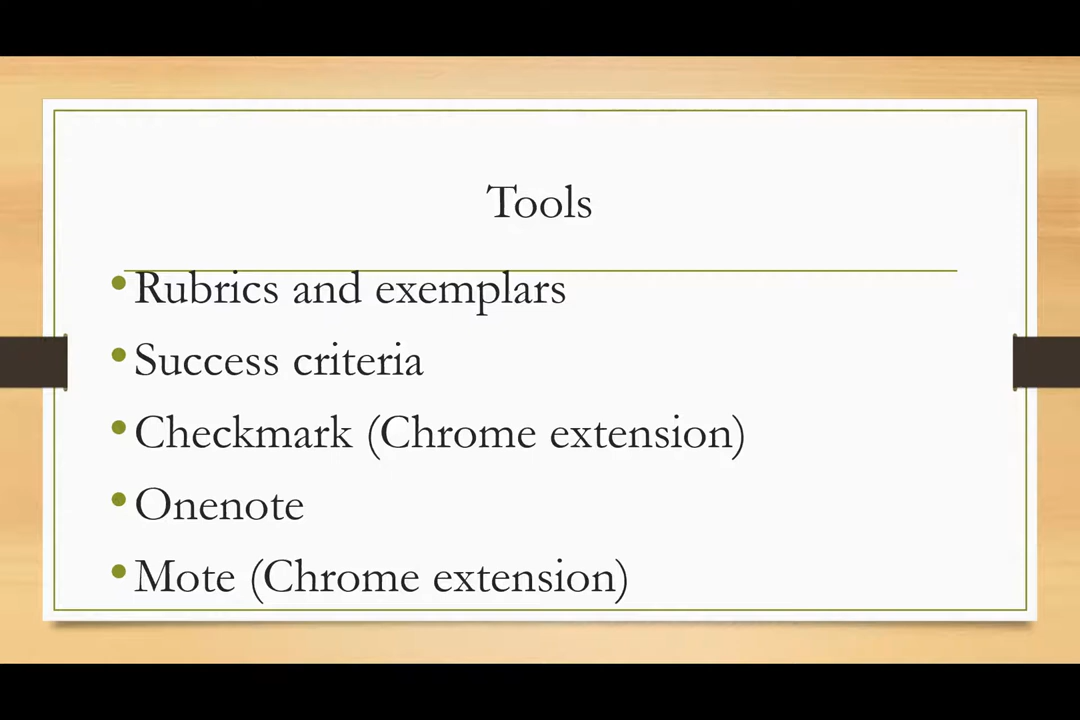 Tools
Rubrics and exemplars
Success criteria
Checkmark (Chrome extension)
Onenote
Mote (Chrome extension)